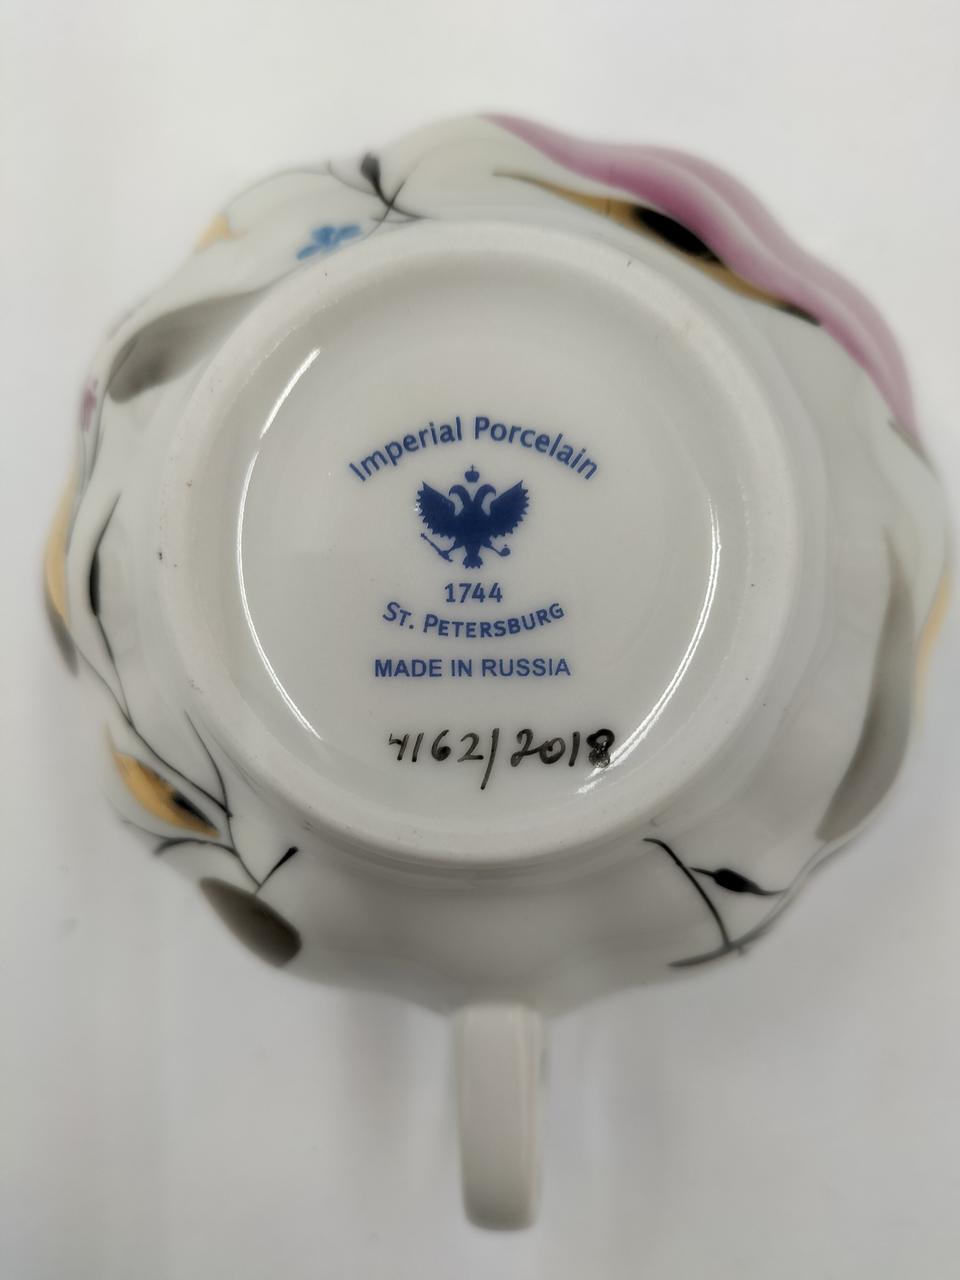 Imperial Porcelain
1744
ST. PETERSBURG
MADE IN RUSSIA
4162/2018